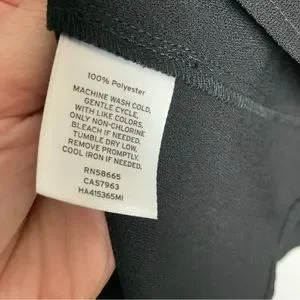 100% Polyester
MACHINE WASH COLD,
GENTLE CYCLE,
WITH LIKE COLORS,
ONLY NON-CHLORINE
BLEACH IF NEEDED.
TUMBLE DRY LOW,
REMOVE PROMPTLY.
COOL IRON IF NEEDED.
RN58665
CA57963
HA415365MI